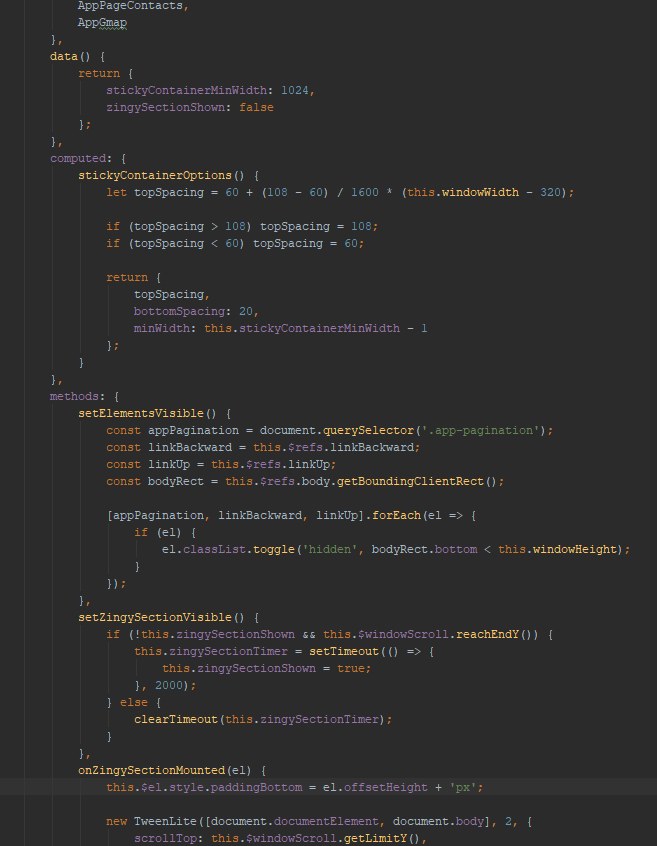 AppPageContacts,
AppGmap
},
data() {
return {
stickyContainerMinWidth: 1024,
zingySectionShown: false
};
},
computed: {
stickyContainerOptions() {
let topSpacing = 60 + (108 - 60) / 1600 * (this.windowWidth - 320);
if (topSpacing > 108) topSpacing = 108;
if (topSpacing < 60) topSpacing = 60;
return {
topSpacing,
bottomSpacing: 20,
minWidth: this.stickyContainerMinWidth - 1
};
}
},
methods: {
setElementsVisible() {
const appPagination = document.querySelector('.app-pagination');
const linkBackward = this.$refs.linkBackward;
const linkUp = this.$refs.linkUp;
const bodyRect = this.$refs.body.getBoundingClientRect();
[appPagination, linkBackward, linkUp].forEach(el => {
if (el) {
el.classList.toggle('hidden', bodyRect.bottom < this.windowHeight);
}
});
},
setZingySectionVisible() {
if (!this.zingySectionShown && this.$windowScroll.reachEndY()) {
this.zingySectionTimer = setTimeout(() => {
this.zingySectionShown = true;
}, 2000);
} else {
clearTimeout(this.zingySectionTimer);
}
},
onZingySectionMounted(el) {
this.$el.style.paddingBottom = el.offsetHeight + 'px';
new TweenLite([document.documentElement, document.body], 2, {
scrollTop: this.$windowScroll.getLimitY(),